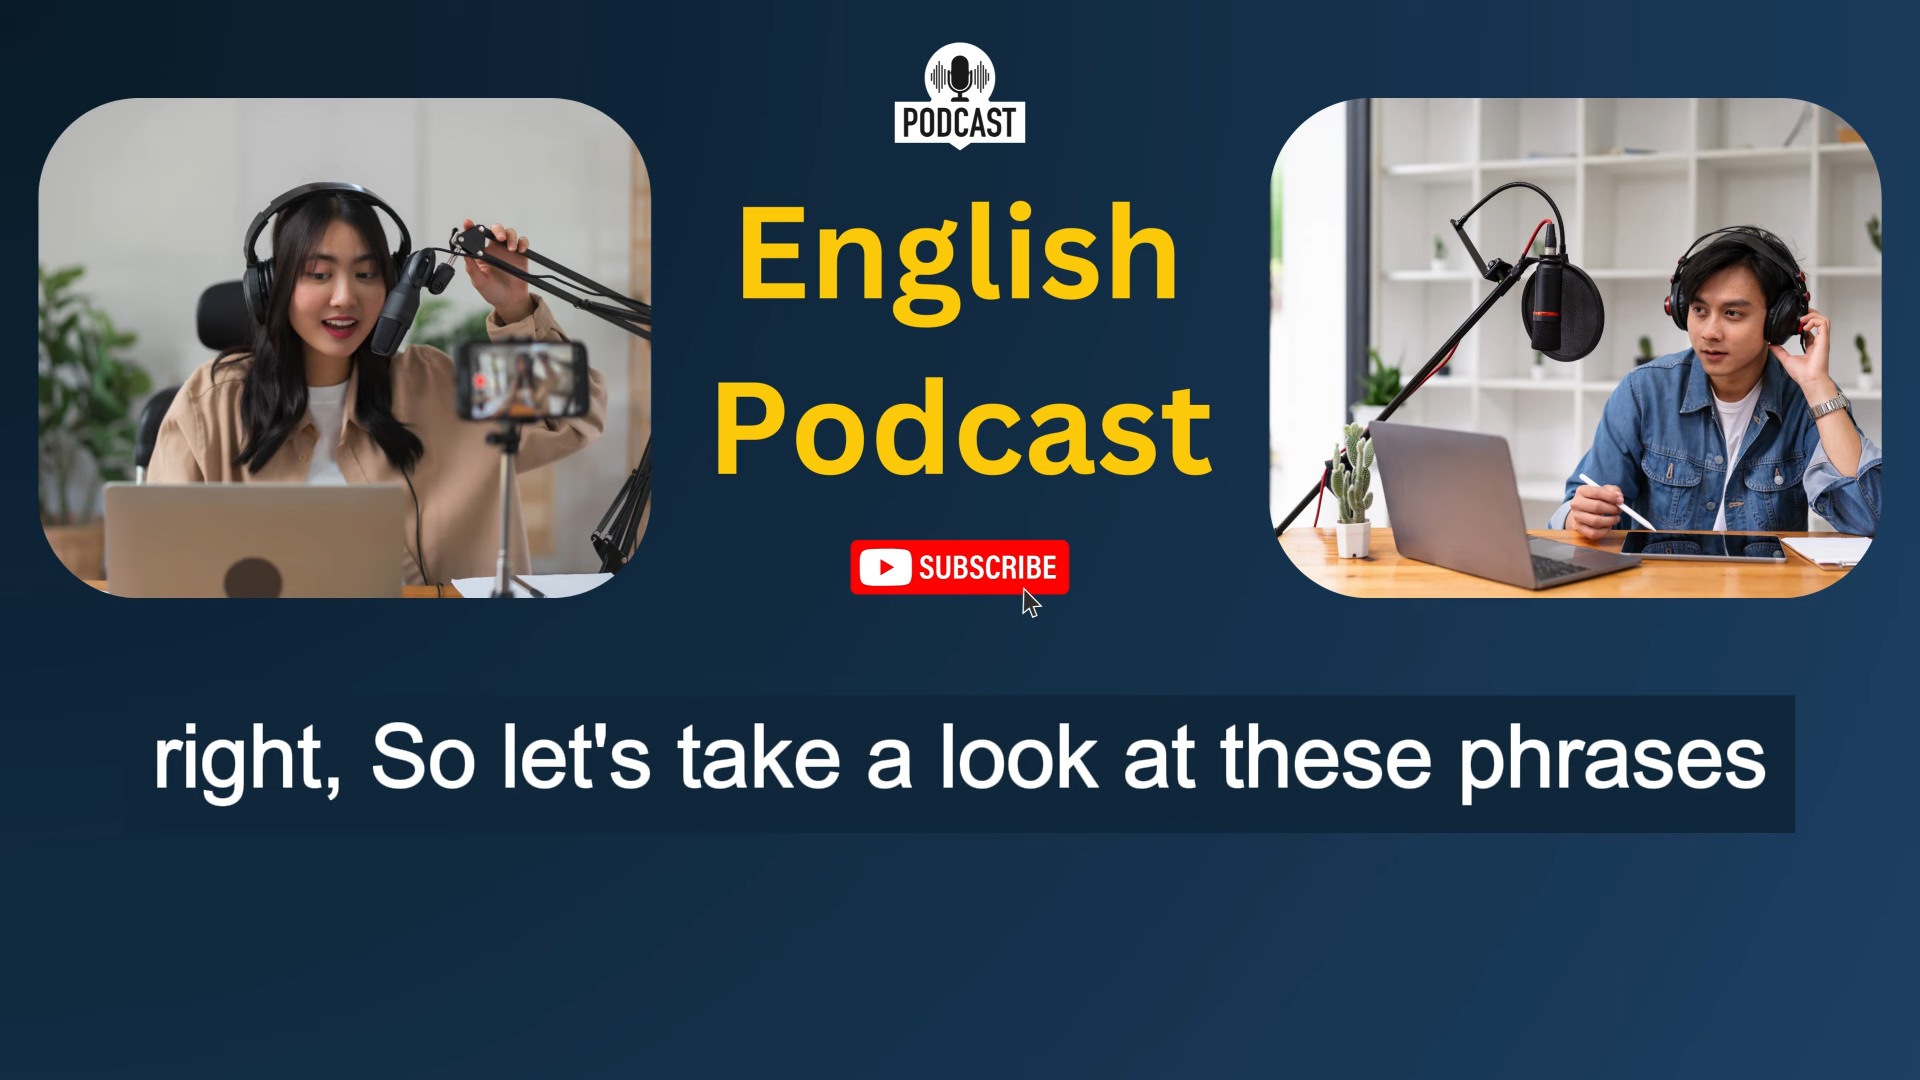 PODCAST
English
Podcast
SUBSCRIBE
right, So let's take a look at these phrases